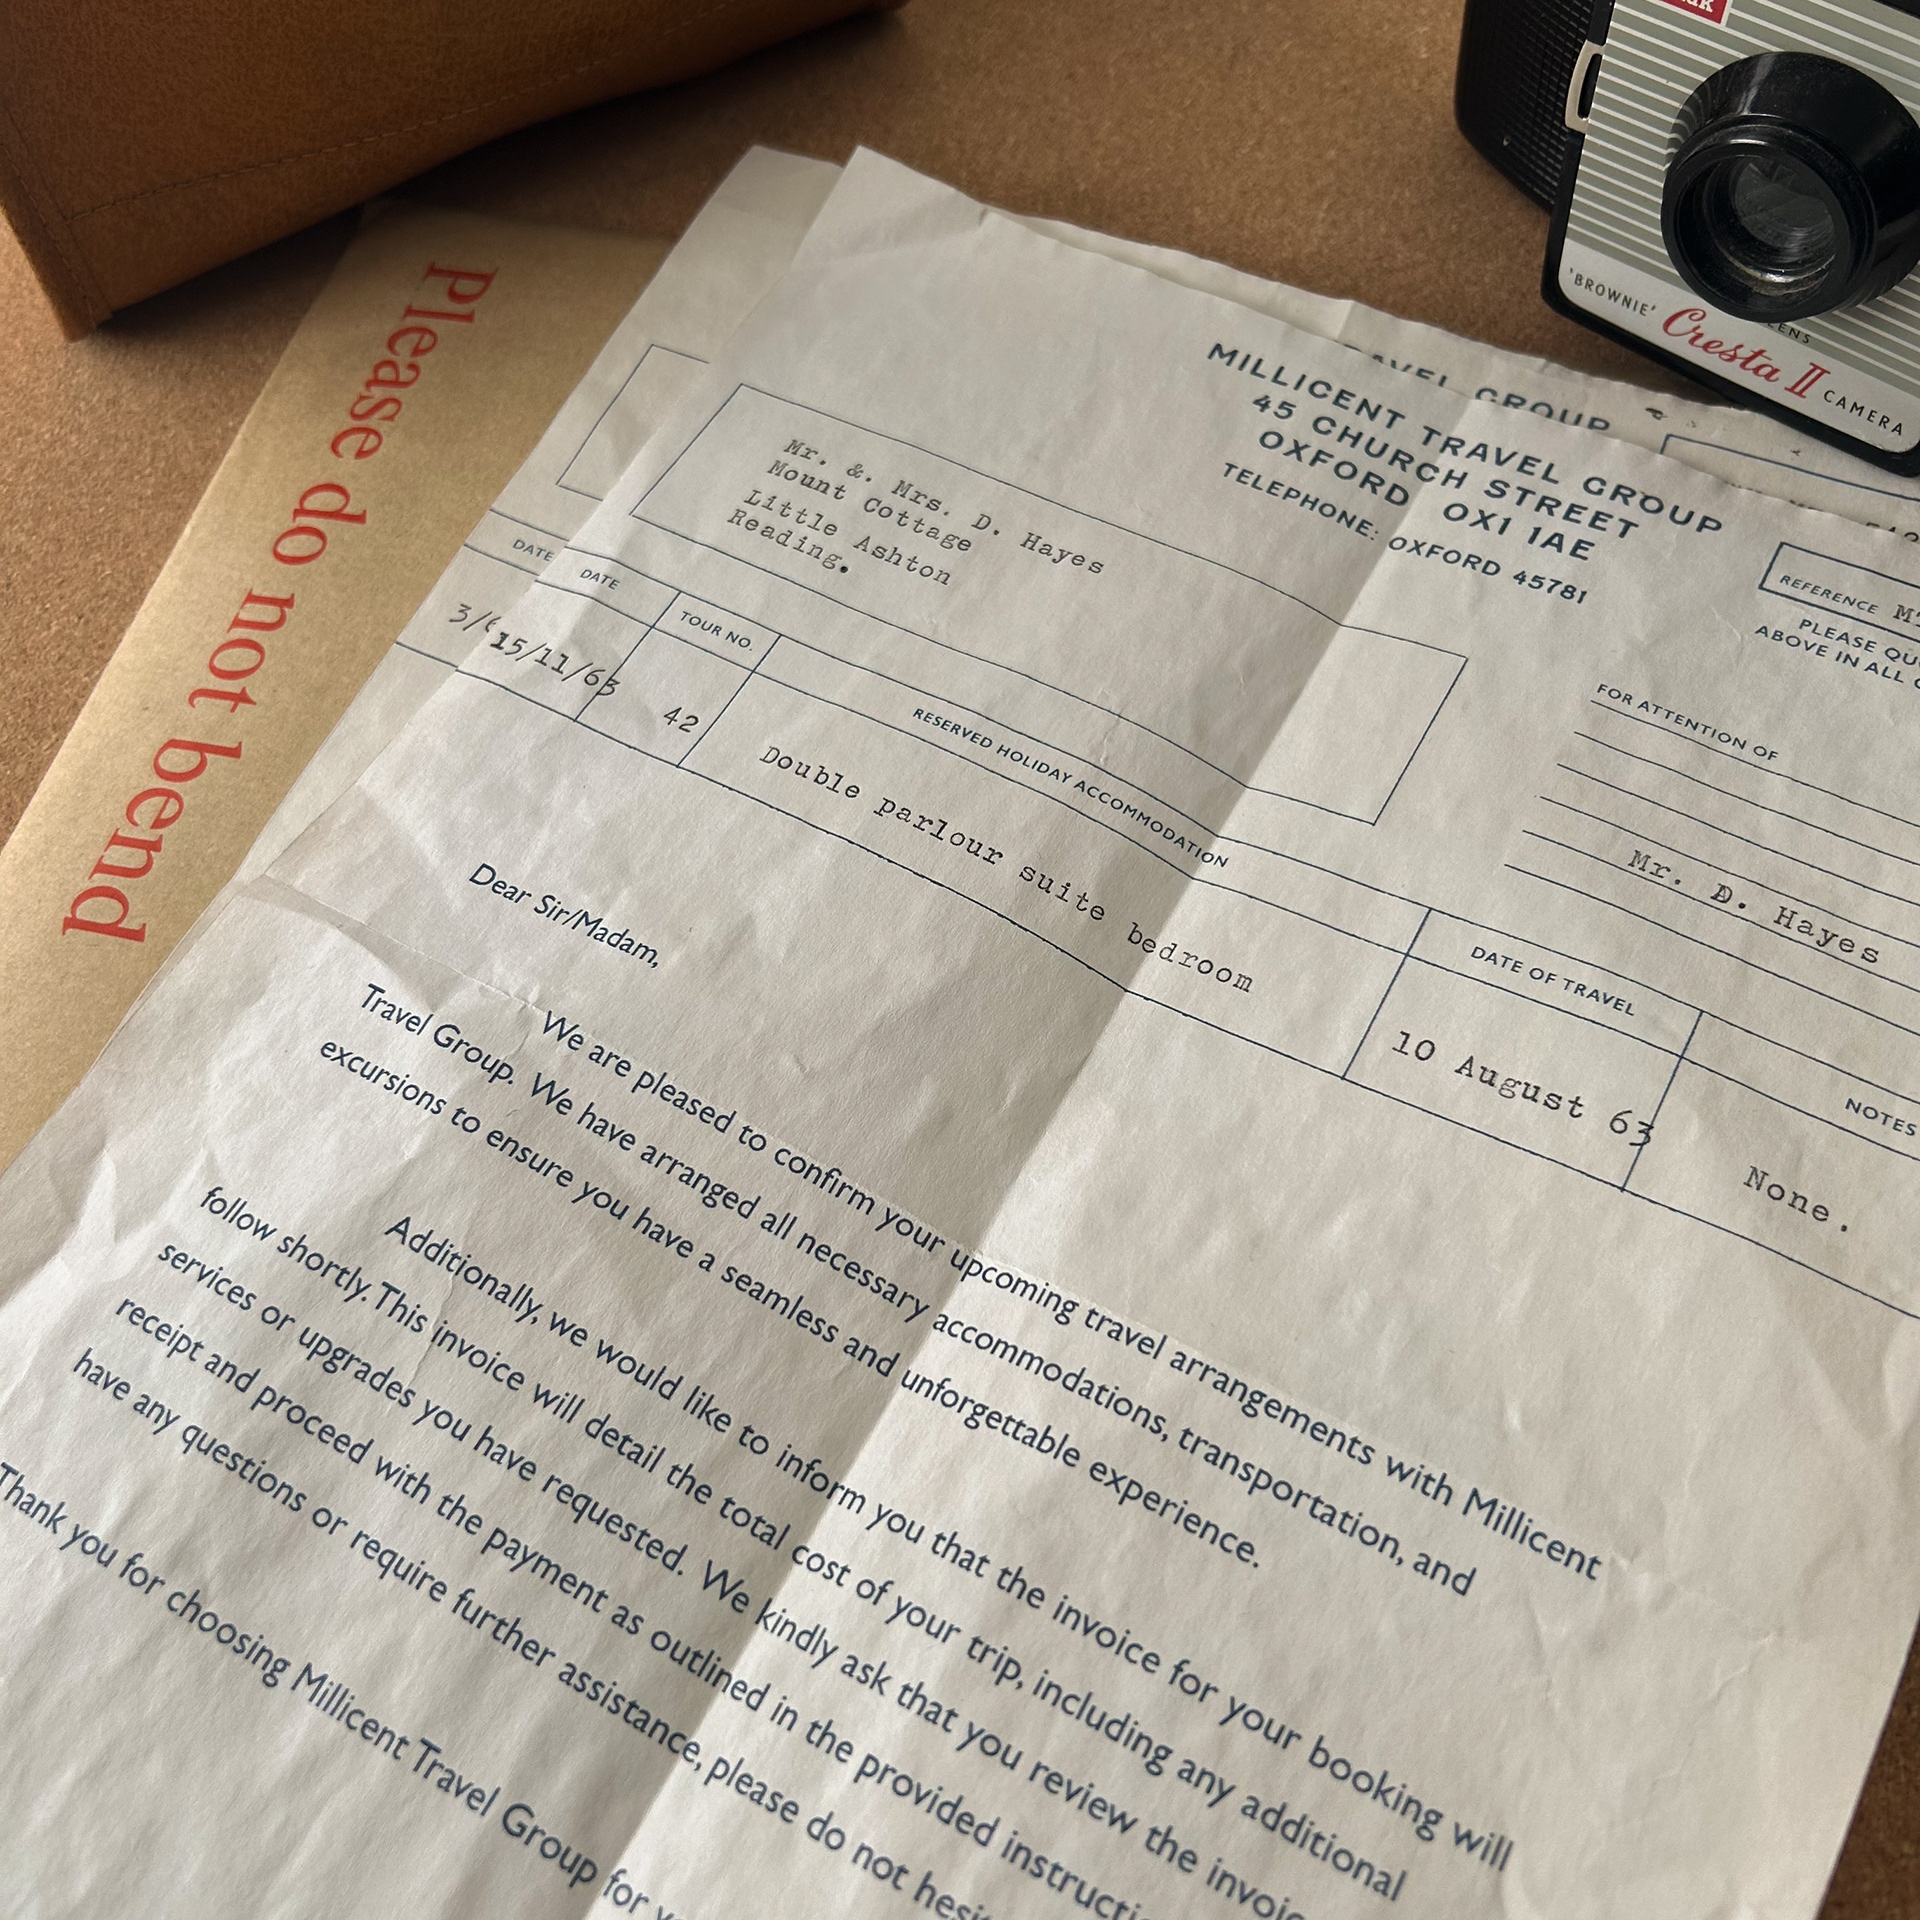 Please do not bend
'BROWNIE'
LENS
Cresta II CAMERA
GROUP
MILLICENT TRAVEL GROUP
45 CHURCH STREET
OXFORD OX1 1AE
TELEPHONE: OXFORD 45781
Mr. &. Mrs. D. Hayes
Mount Cottage
Little Ashton
Reading.
REFERENCE
PLEASE
ABOVE IN ALL
FOR ATTENTION OF
Mr. D. Hayes
DATE
DATE
TOUR NO.
RESERVED HOLIDAY ACCOMMODATION
DATE OF TRAVEL
NOTES
15/11/63
42
Double parlour suite bedroom
10 August 63
None.
Dear Sir/Madam,
We are pleased to confirm your upcoming travel arrangements with Millicent
Travel Group. We have arranged all necessary accommodations, transportation, and
excursions to ensure you have a seamless and unforgettable experience.
Additionally, we would like to inform you that the invoice for your booking will
follow shortly. This invoice will detail the total cost of your trip, including any additional
services or upgrades you have requested. We kindly ask that you review the
receipt and proceed with the payment as outlined in the provided
have any questions or require further assistance, please do not
Thank you for choosing Millicent Travel Group for